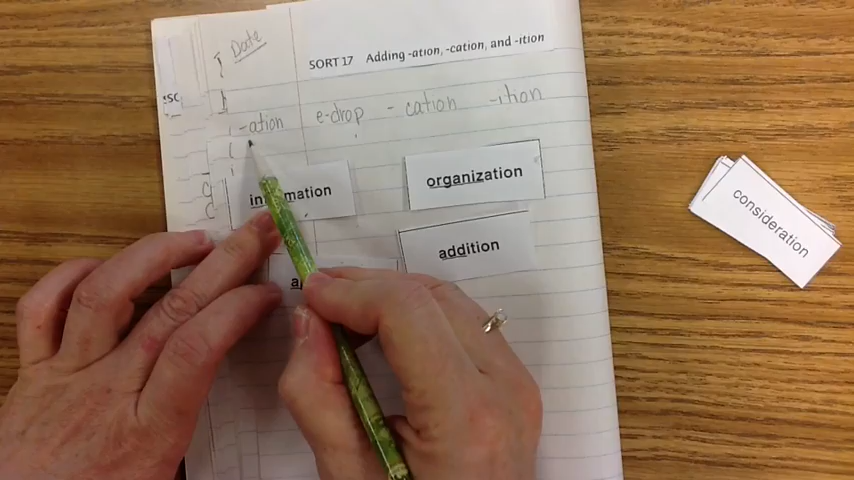 Date
SORT 17 Adding -ation, -cation, and -ition
-ation e-drop - cation -ition
organization
addition
consideration